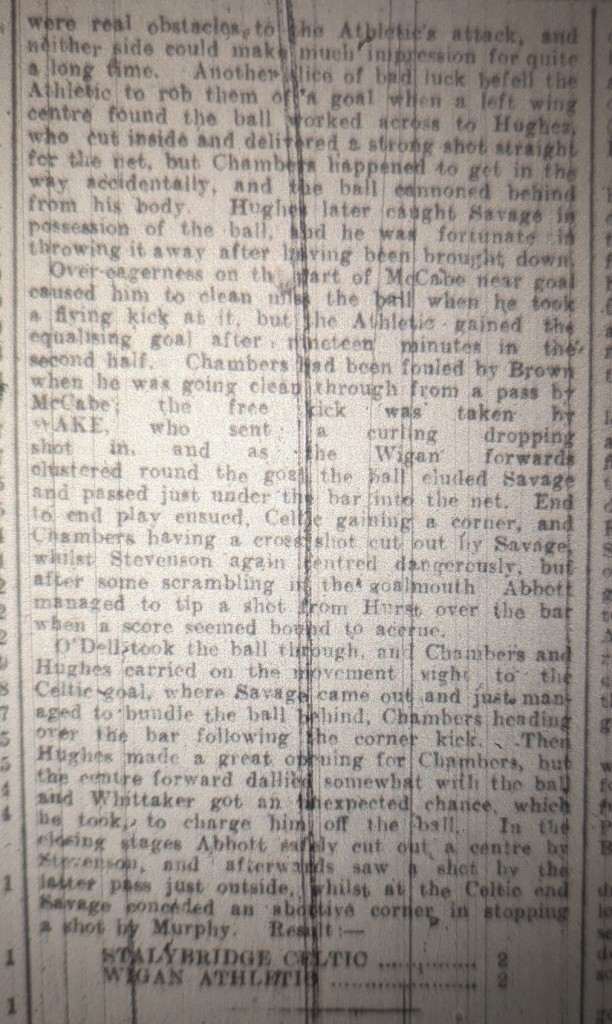 were real obstacles to the Athletic's attack, and
neither side could make much impression for quite
a long time. Another slice of bad luck befell the
Athletic to rob them of a goal when a left wing
centre found the ball worked across to Hughes,
who cut inside and delivered a strong shot straight
for the net, but Chambers happened to get in the
way accidentally, and the ball cannoned behind
from his body. Hughes later caught Savage in
possession of the ball, and he was fortunate in
throwing it away after having been brought down.
Over-eagerness on the part of McCabe near goal
caused him to clean miss the ball when he took
a flying kick at it, but the Athletic gained the
equalising goal after nineteen minutes in the
second half. Chambers had been fouled by Brown
when he was going clean through from a pass by
McCabe; the free kick was taken by
WAKE, who sent a curling dropping
shot in, and as the Wigan forwards
clustered round the goal the ball eluded Savage
and passed just under the bar into the net. End
to end play ensued, Celtic gaining a corner, and
Chambers having a cross shot cut out by Savage,
whilst Stevenson again centred dangerously, but
after some scrambling in the goalmouth Abbott
managed to tip a shot from Hurst over the bar
when a score seemed bound to accrue.
O'Dell took the ball through, and Chambers and
Hughes carried on the movement right to the
Celtic goal, where Savage came out and just man-
aged to bundle the ball behind, Chambers heading
over the bar following the corner kick. Then
Hughes made a great opening for Chambers, but
the centre forward dallied somewhat with the ball
and Whittaker got an unexpected chance, which
he took, to charge him off the ball. In the
closing stages Abbott safely cut out a centre by
Stevenson, and afterwards saw a shot by the
latter pass just outside, whilst at the Celtic end
Savage conceded an abortive corner in stopping
a shot by Murphy. Result:—
STALYBRIDGE CELTIC ............. 2
WIGAN ATHLETIC .................. 2